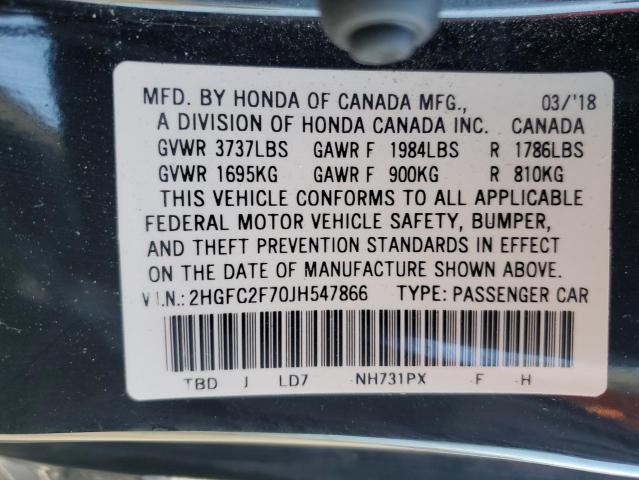 MFD. BY HONDA OF CANADA MFG., 03/'18
A DIVISION OF HONDA CANADA INC. CANADA
GVWR 3737LBS GAWR F 1984LBS R 1786LBS
GVWR 1695KG GAWR F 900KG R 810KG
THIS VEHICLE CONFORMS TO ALL APPLICABLE
FEDERAL MOTOR VEHICLE SAFETY, BUMPER,
AND THEFT PREVENTION STANDARDS IN EFFECT
ON THE DATE OF MANUFACTURE SHOWN ABOVE.
V.I.N.: 2HGFC2F70JH547866 TYPE: PASSENGER CAR
TBD J LD7 NH731PX F H